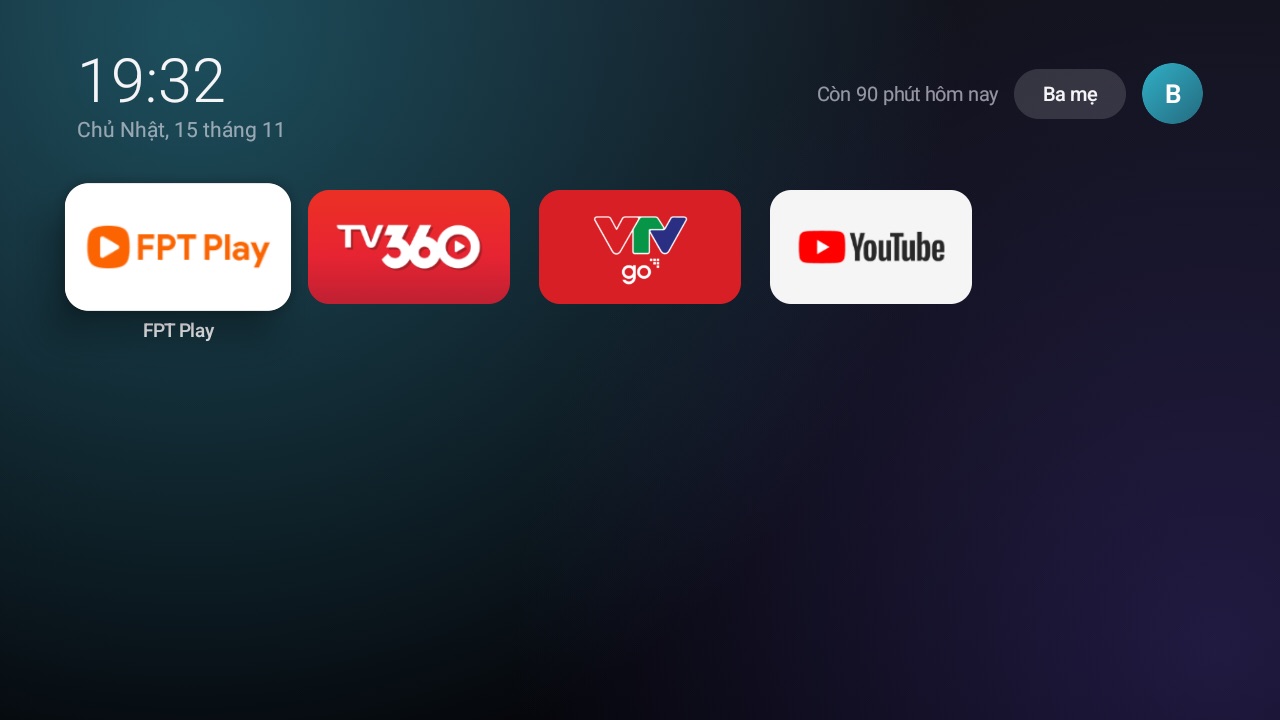 19:32
Chủ Nhật, 15 tháng 11
Còn 90 phút hôm nay
Ba mẹ
B
FPT Play
TV360
VTV
go
YouTube
FPT Play